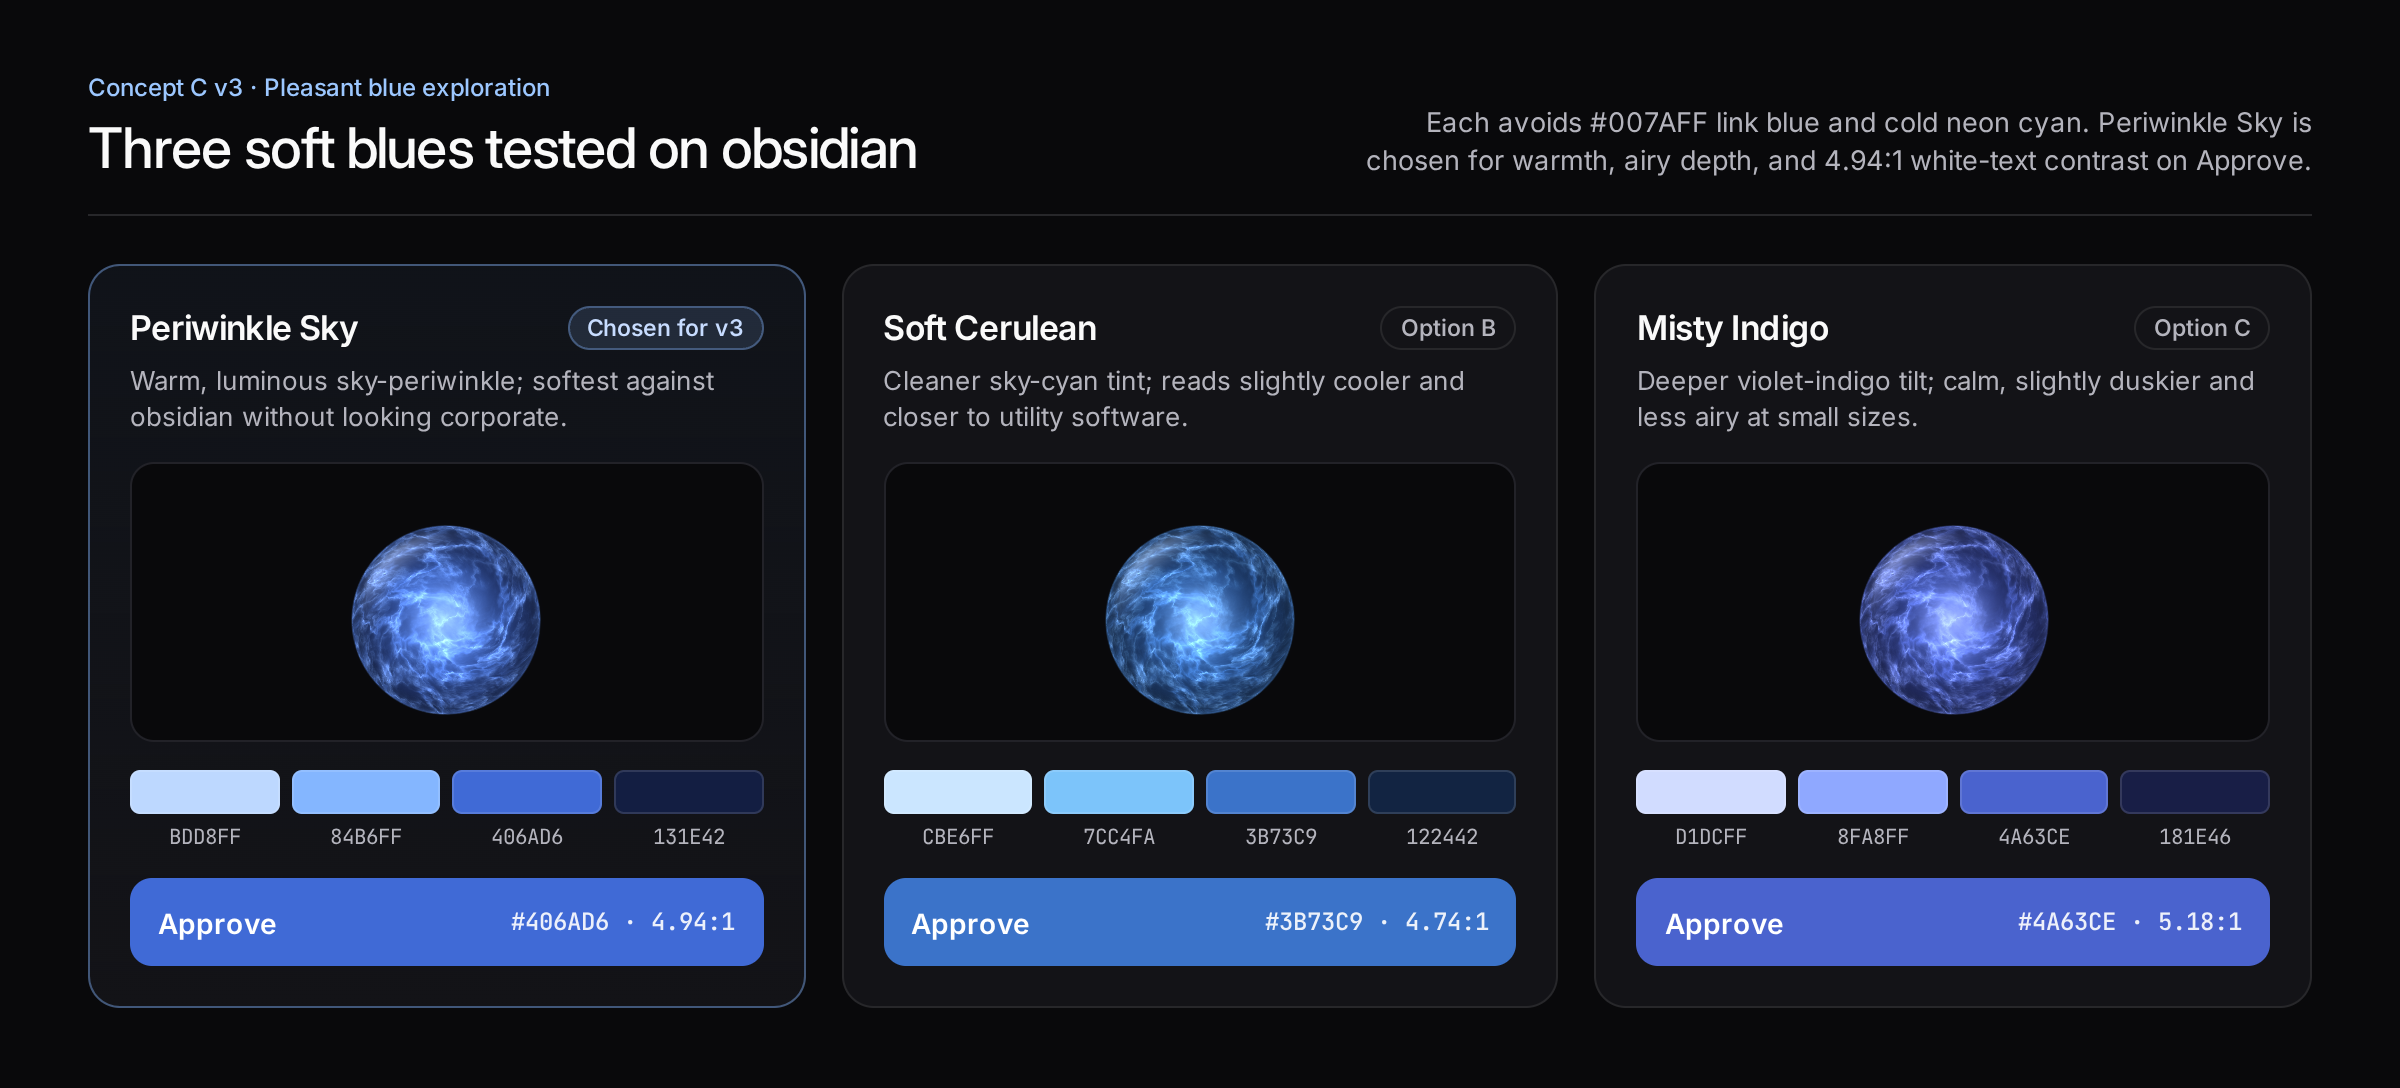 Concept C v3 · Pleasant blue exploration
Three soft blues tested on obsidian
Each avoids #007AFF link blue and cold neon cyan. Periwinkle Sky is
chosen for warmth, airy depth, and 4.94:1 white-text contrast on Approve.
Periwinkle Sky
Chosen for v3
Warm, luminous sky-periwinkle; softest against
obsidian without looking corporate.
BDD8FF
84B6FF
406AD6
131E42
Approve
#406AD6 · 4.94:1
Soft Cerulean
Option B
Cleaner sky-cyan tint; reads slightly cooler and
closer to utility software.
CBE6FF
7CC4FA
3B73C9
122442
Approve
#3B73C9 · 4.74:1
Misty Indigo
Option C
Deeper violet-indigo tilt; calm, slightly duskier and
less airy at small sizes.
D1DCFF
8FA8FF
4A63CE
181E46
Approve
#4A63CE · 5.18:1